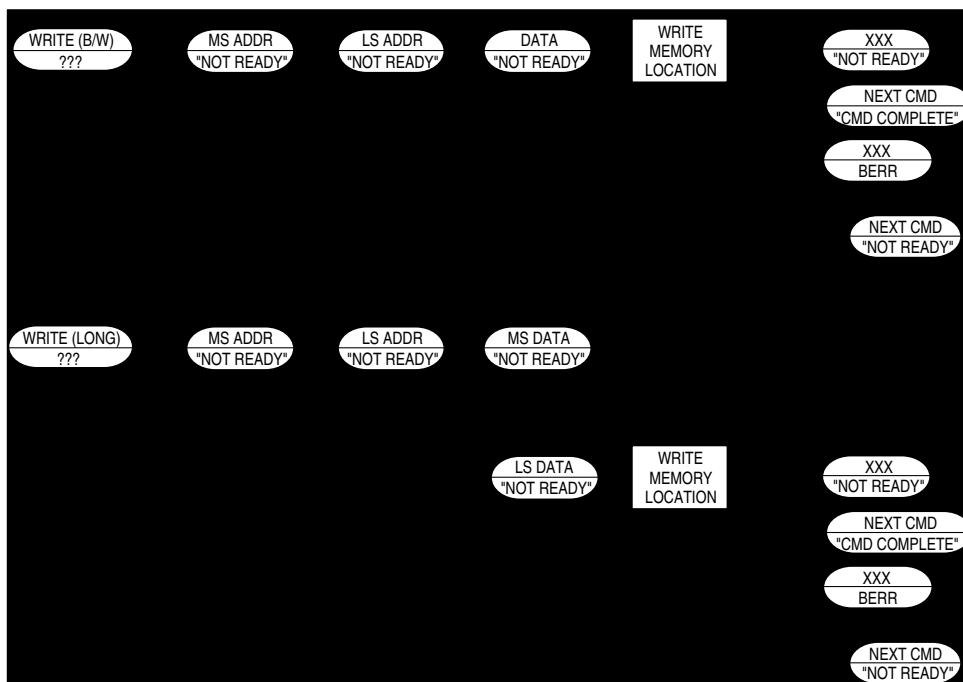 WRITE (B/W)
???
MS ADDR
"NOT READY"
LS ADDR
"NOT READY"
DATA
"NOT READY"
WRITE
MEMORY
LOCATION
XXX
"NOT READY"
NEXT CMD
"CMD COMPLETE"
XXX
BERR
NEXT CMD
"NOT READY"
WRITE (LONG)
???
MS ADDR
"NOT READY"
LS ADDR
"NOT READY"
MS DATA
"NOT READY"
LS DATA
"NOT READY"
WRITE
MEMORY
LOCATION
XXX
"NOT READY"
NEXT CMD
"CMD COMPLETE"
XXX
BERR
NEXT CMD
"NOT READY"